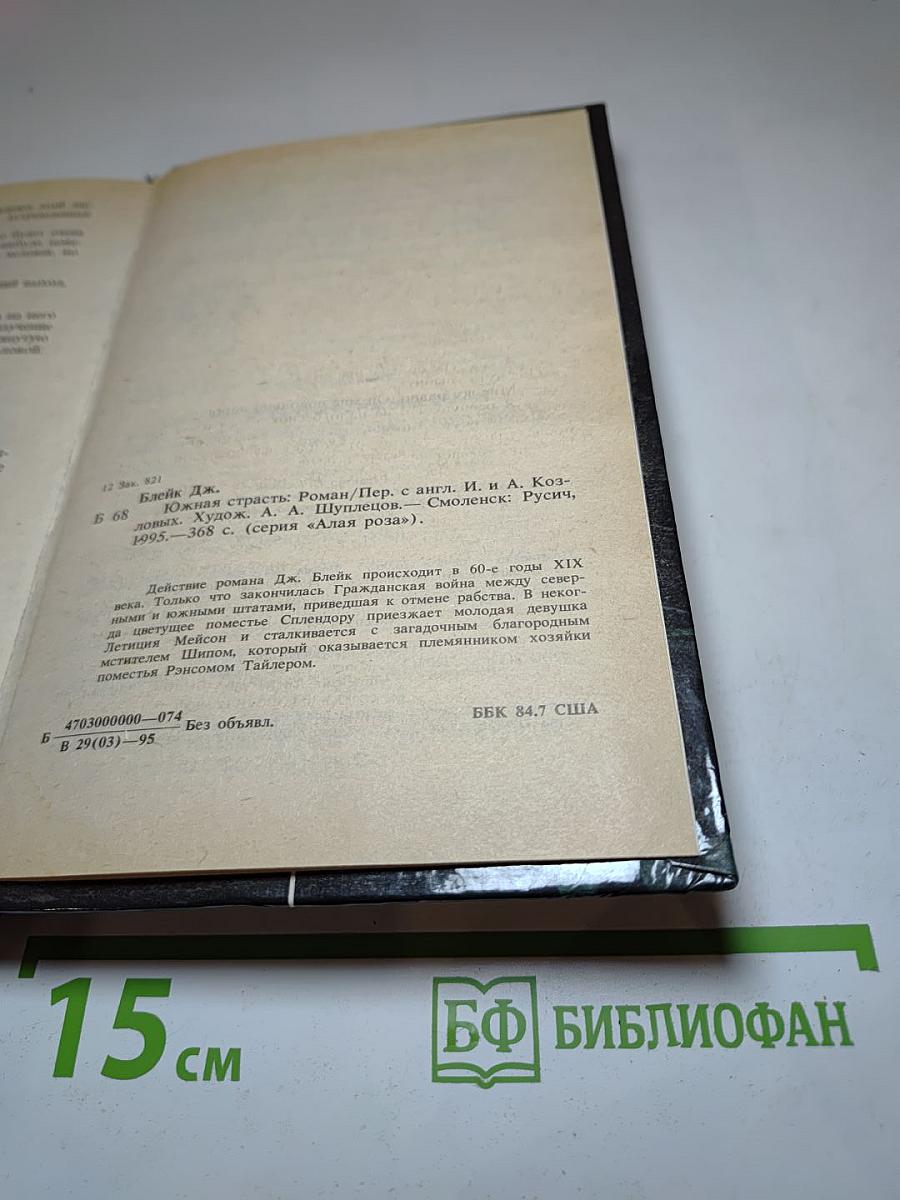 выход,
12 Зак. 821
Блейк Дж.
Б 68 Южная страсть: Роман/Пер. с англ. И. и А. Коз-
ловых. Худож. А. А. Шуплецов.— Смоленск: Русич,
1995.—368 с. (серия «Алая роза»).
Действие романа Дж. Блейк происходит в 60-е годы XIX
века. Только что закончилась Гражданская война между север-
ными и южными штатами, приведшая к отмене рабства. В неког-
да цветущее поместье Сплендору приезжает молодая девушка
Летиция Мейсон и сталкивается с загадочным благородным
мстителем Шипом, который оказывается племянником хозяйки
поместья Рэнсомом Тайлером.
4703000000—074
Б Без объявл.
В 29(03)—95
ББК 84.7 США
15 см
БФ БИБЛИОФАН